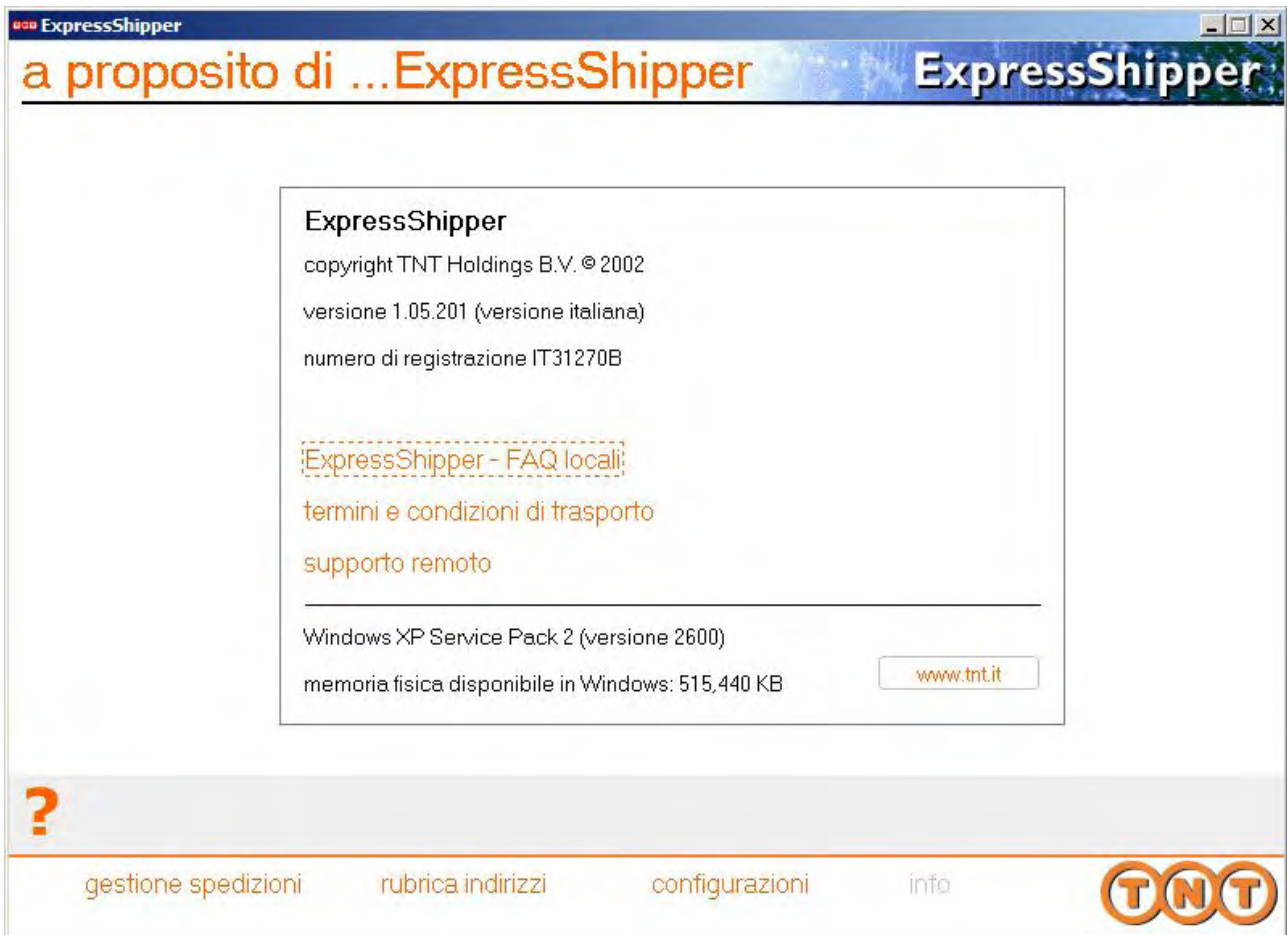 ExpressShipper
a proposito di ...ExpressShipper
ExpressShipper
ExpressShipper
copyright TNT Holdings B.V. © 2002
versione 1.05.201 (versione italiana)
numero di registrazione IT31270B
ExpressShipper - FAQ locali
termini e condizioni di trasporto
supporto remoto
Windows XP Service Pack 2 (versione 2600)
memoria fisica disponibile in Windows: 515,440 KB
www.tnt.it
?
gestione spedizioni
rubrica indirizzi
configurazioni
info
TNT